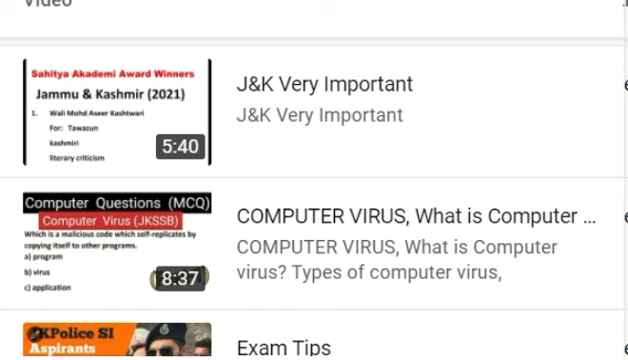 Video
Sahitya Akademi Award Winners
Jammu & Kashmir (2021)
1. Wali Mohd Aseer Kashtwari
For: Tawazun
kashmiri
literary criticism
5:40
J&K Very Important
J&K Very Important
Computer Questions (MCQ)
Computer Virus (JKSSB)
Which is a malicious code which self-replicates by
copying itself to other programs.
a) program
b) virus
c) application
8:37
COMPUTER VIRUS, What is Computer ...
COMPUTER VIRUS, What is Computer
virus? Types of computer virus,
JKPolice SI
Aspirants
Exam Tips